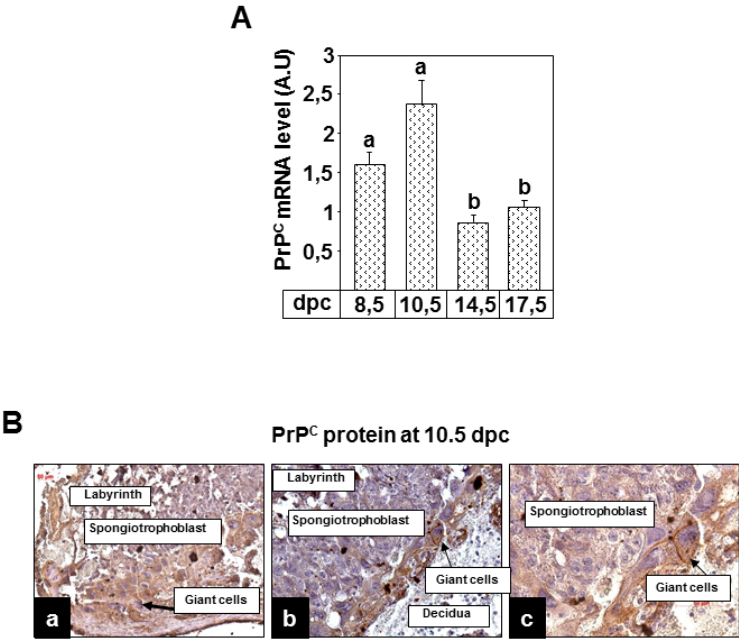 A
PrPᶜ mRNA level (A.U)
3
2,5
2
1,5
1
0,5
a
a
b
b
dpc 8,5 10,5 14,5 17,5
B
PrPᶜ protein at 10.5 dpc
Labyrinth
Spongiotrophoblast
Giant cells
a
Labyrinth
Spongiotrophoblast
Giant cells
Decidua
b
Spongiotrophoblast
Giant cells
c